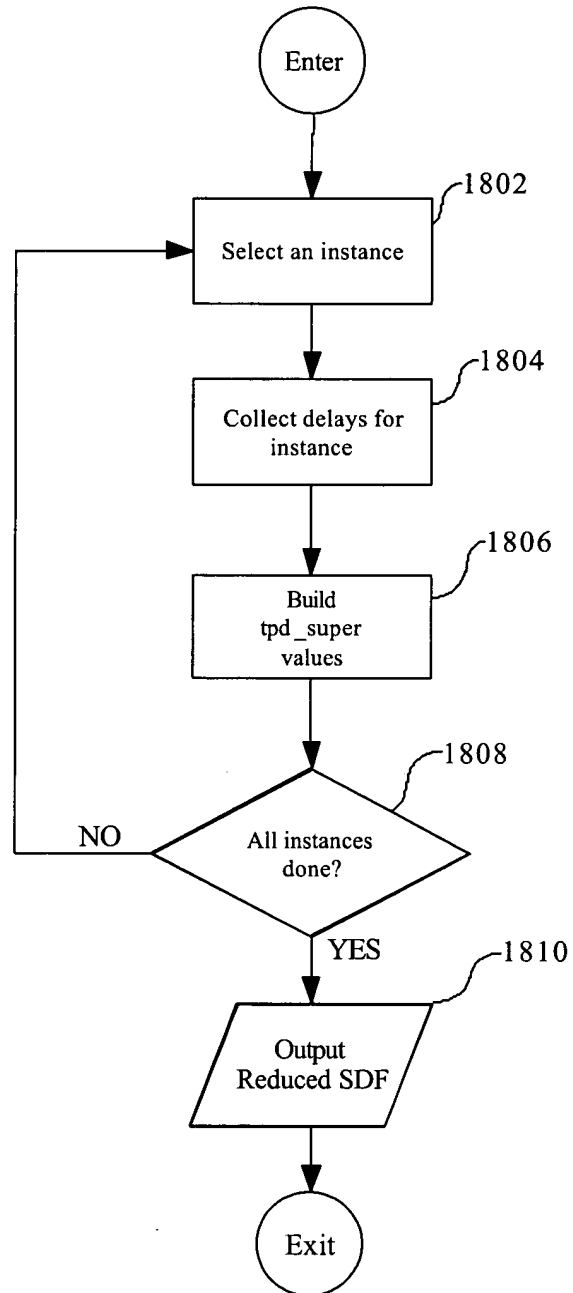 Enter
1802
Select an instance
1804
Collect delays for
instance
1806
Build
tpd_super
values
1808
All instances
done?
NO
YES
1810
Output
Reduced SDF
Exit